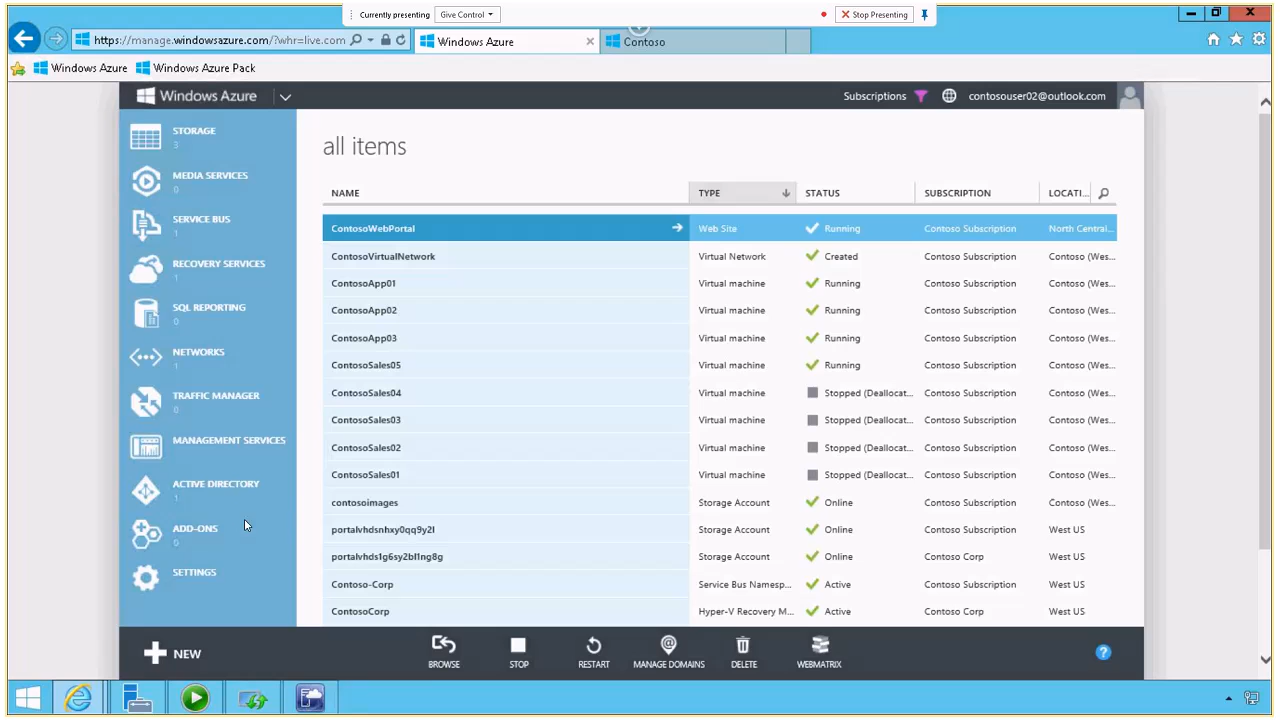 Currently presenting Give Control Stop Presenting
https://manage.windowsazure.com/?whr=live.com Windows Azure Contoso
Windows Azure Windows Azure Pack
Windows Azure Subscriptions contosouser02@outlook.com
STORAGE
3
MEDIA SERVICES
0
SERVICE BUS
1
RECOVERY SERVICES
1
SQL REPORTING
0
NETWORKS
1
TRAFFIC MANAGER
0
MANAGEMENT SERVICES
ACTIVE DIRECTORY
1
ADD-ONS
0
SETTINGS
all items
NAME TYPE STATUS SUBSCRIPTION LOCATI...
ContosoWebPortal Web Site Running Contoso Subscription North Central...
ContosoVirtualNetwork Virtual Network Created Contoso Subscription Contoso (Wes...
ContosoApp01 Virtual machine Running Contoso Subscription Contoso (Wes...
ContosoApp02 Virtual machine Running Contoso Subscription Contoso (Wes...
ContosoApp03 Virtual machine Running Contoso Subscription Contoso (Wes...
ContosoSales05 Virtual machine Running Contoso Subscription Contoso (Wes...
ContosoSales04 Virtual machine Stopped (Deallocat... Contoso Subscription Contoso (Wes...
ContosoSales03 Virtual machine Stopped (Deallocat... Contoso Subscription Contoso (Wes...
ContosoSales02 Virtual machine Stopped (Deallocat... Contoso Subscription Contoso (Wes...
ContosoSales01 Virtual machine Stopped (Deallocat... Contoso Subscription Contoso (Wes...
contosoimages Storage Account Online Contoso Subscription Contoso (Wes...
portalvhdsnhxy0qq9y2l Storage Account Online Contoso Subscription West US
portalvhds1g6sy2bl1ng8g Storage Account Online Contoso Corp West US
Contoso-Corp Service Bus Namesp... Active Contoso Subscription West US
ContosoCorp Hyper-V Recovery M... Active Contoso Corp West US
NEW BROWSE STOP RESTART MANAGE DOMAINS DELETE WEBMATRIX ?